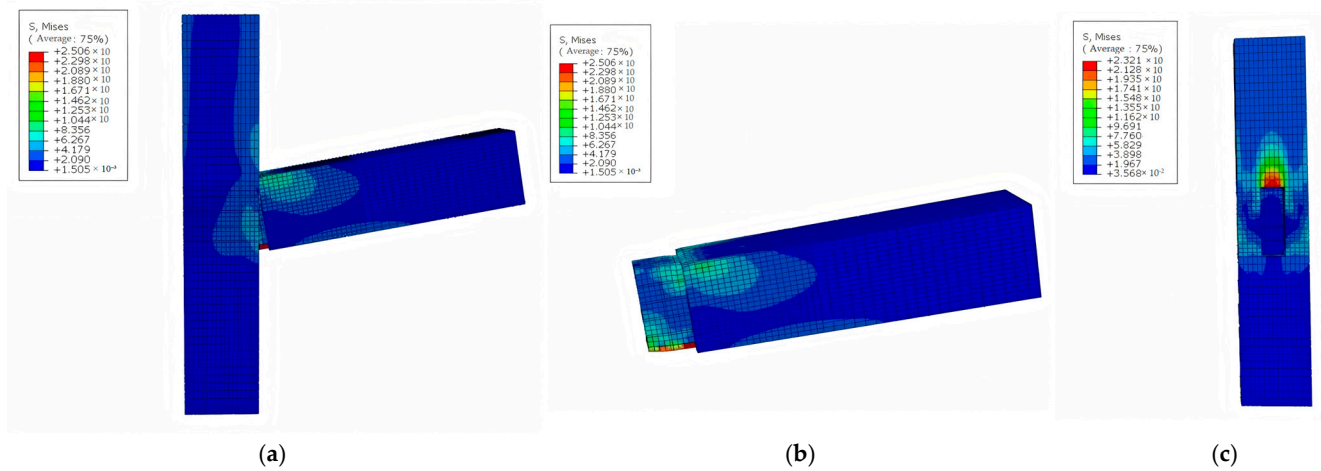 S, Mises
( Average : 75%)
+2.506 × 10
+2.298 × 10
+2.089 × 10
+1.880 × 10
+1.671 × 10
+1.462 × 10
+1.253 × 10
+1.044 × 10
+8.356
+6.267
+4.179
+2.090
+1.505 × 10⁻³
(a)
S, Mises
( Average : 75%)
+2.506 × 10
+2.298 × 10
+2.089 × 10
+1.880 × 10
+1.671 × 10
+1.462 × 10
+1.253 × 10
+1.044 × 10
+8.356
+6.267
+4.179
+2.090
+1.505 × 10⁻³
(b)
S, Mises
( Average : 75%)
+2.321 × 10
+2.128 × 10
+1.935 × 10
+1.741 × 10
+1.548 × 10
+1.355 × 10
+1.162 × 10
+9.691
+7.760
+5.829
+3.898
+1.967
+3.568 × 10⁻²
(c)